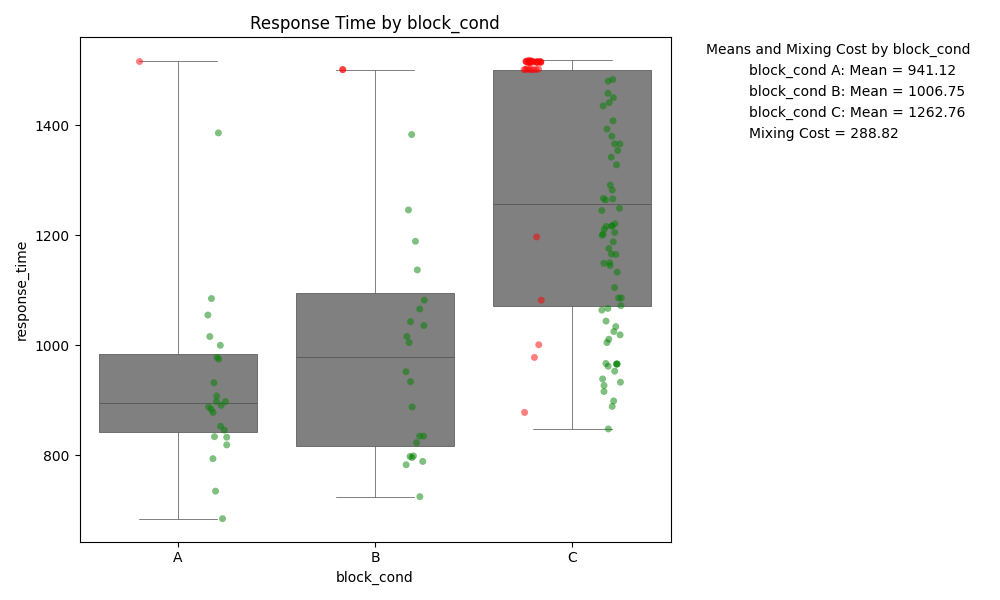 Response Time by block_cond
Means and Mixing Cost by block_cond
block_cond A: Mean = 941.12
block_cond B: Mean = 1006.75
block_cond C: Mean = 1262.76
Mixing Cost = 288.82
response_time
1400
1200
1000
800
A
B
C
block_cond